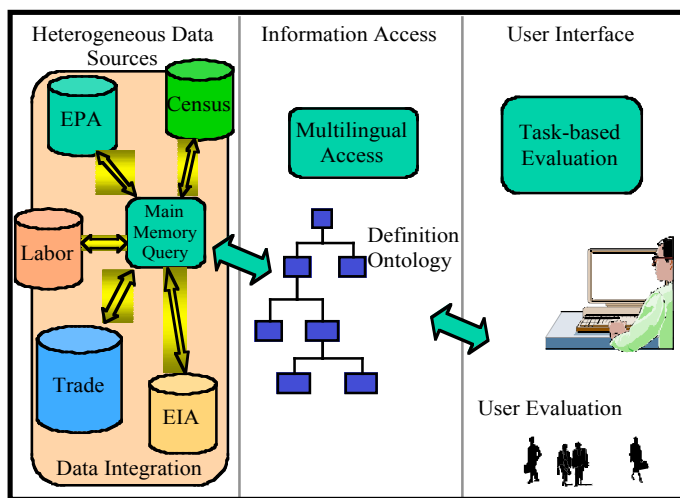 Heterogeneous Data
Sources
EPA
Census
Main
Memory
Query
Labor
Trade
EIA
Data Integration
Information Access
Multilingual
Access
Definition
Ontology
User Interface
Task-based
Evaluation
User Evaluation